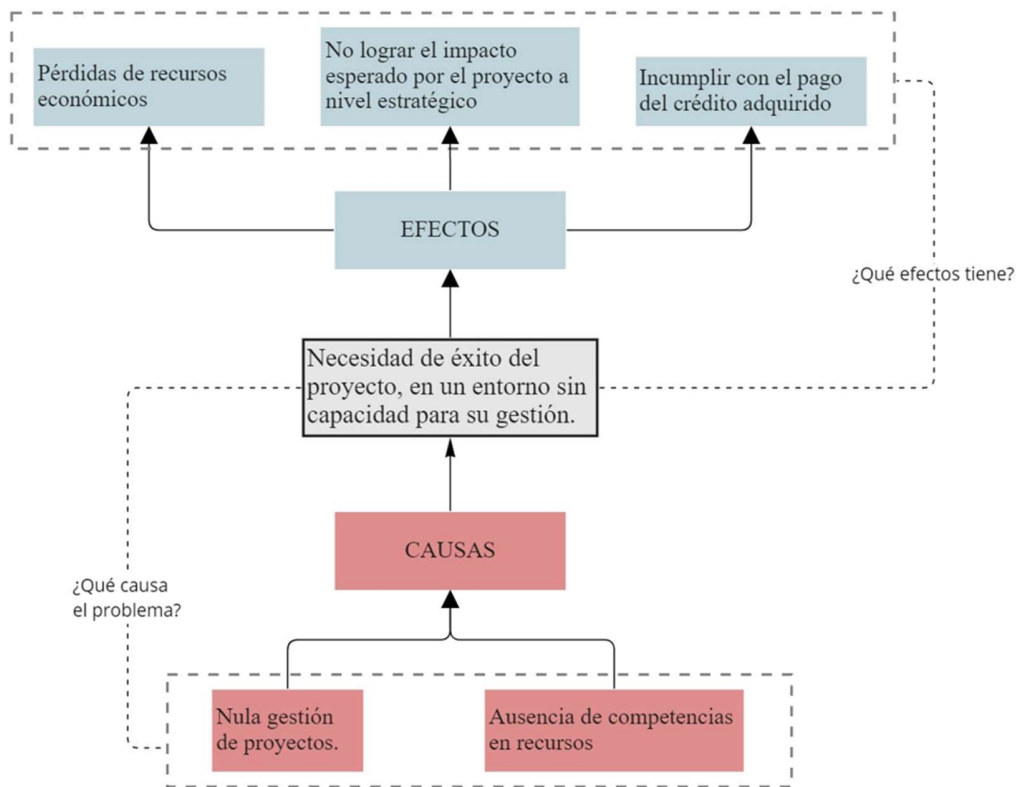 Pérdidas de recursos
económicos
No lograr el impacto
esperado por el proyecto a
nivel estratégico
Incumplir con el pago
del crédito adquirido
EFECTOS
¿Qué efectos tiene?
Necesidad de éxito del
proyecto, en un entorno sin
capacidad para su gestión.
CAUSAS
¿Qué causa
el problema?
Nula gestión
de proyectos.
Ausencia de competencias
en recursos